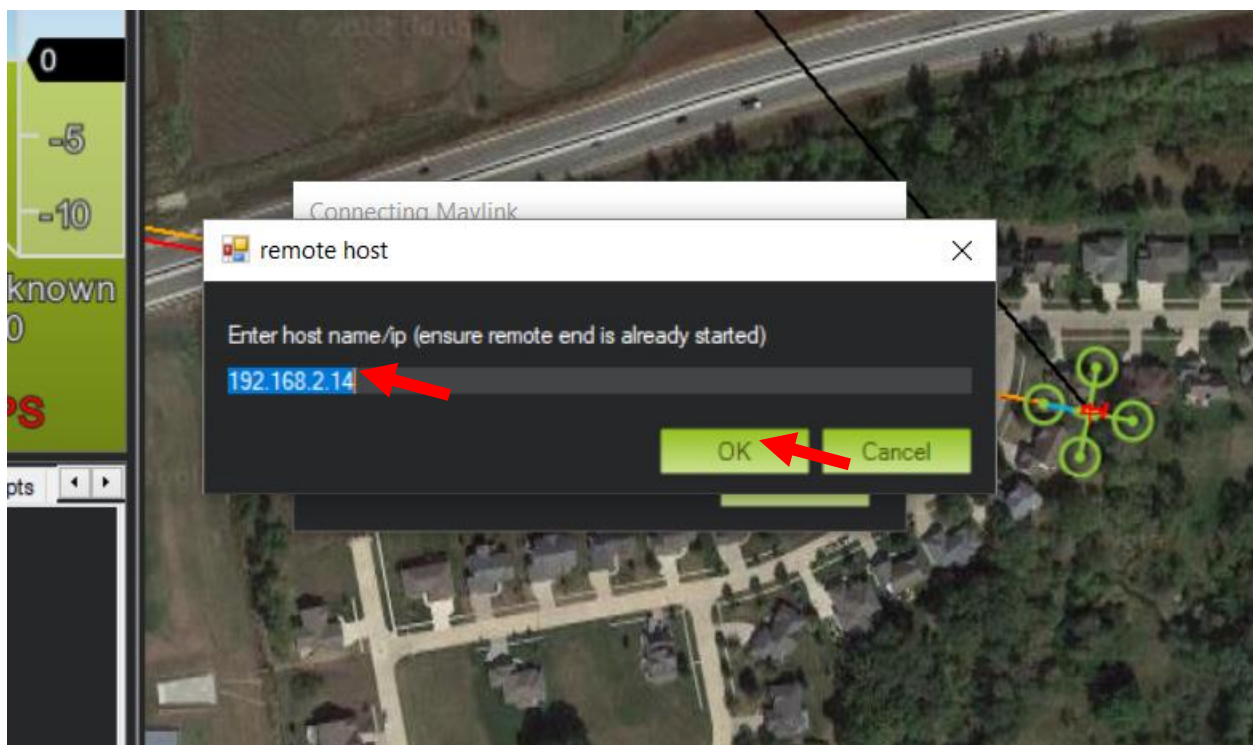 0
-5
-10
known
0
PS
pts
Connecting Mavlink
remote host
Enter host name/ip (ensure remote end is already started)
192.168.2.14
OK
Cancel